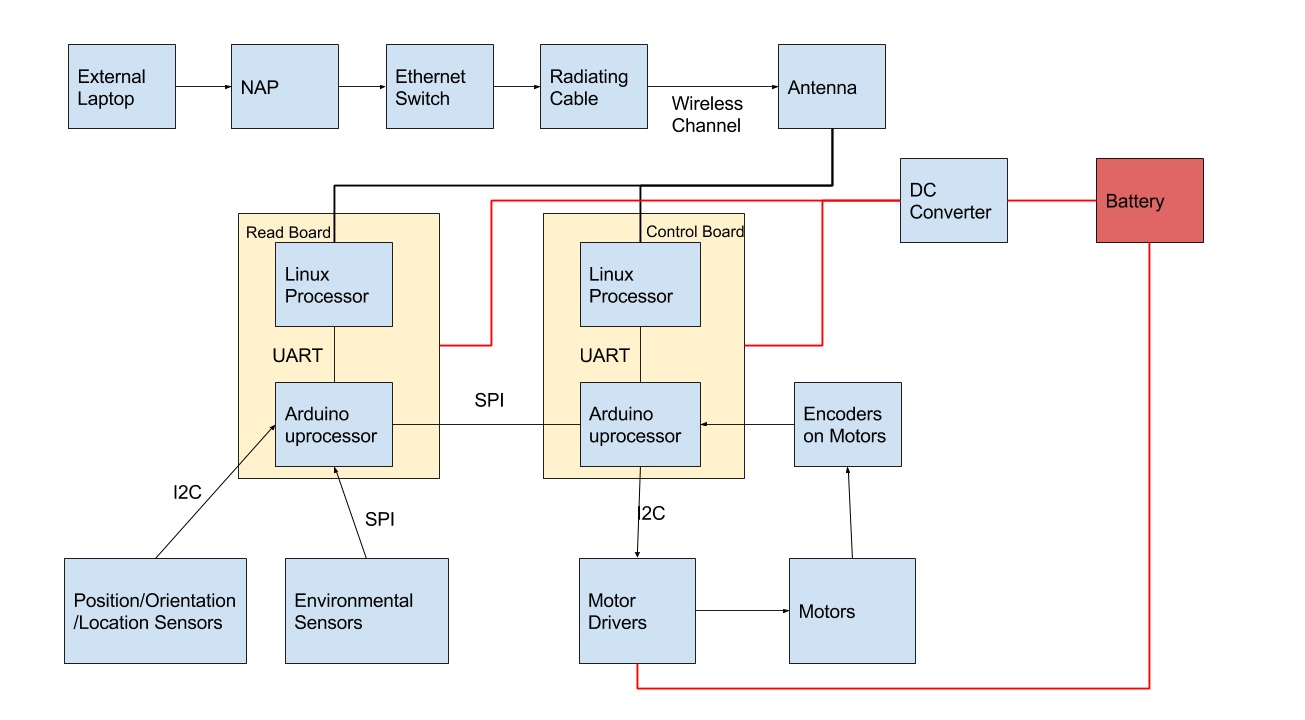 External
Laptop
NAP
Ethernet
Switch
Radiating
Cable
Wireless
Channel
Antenna
DC
Converter
Battery
Read Board
Control Board
Linux
Processor
Linux
Processor
UART
UART
Arduino
uprocessor
SPI
Arduino
uprocessor
Encoders
on Motors
I2C
SPI
I2C
Position/Orientation
/Location Sensors
Environmental
Sensors
Motor
Drivers
Motors